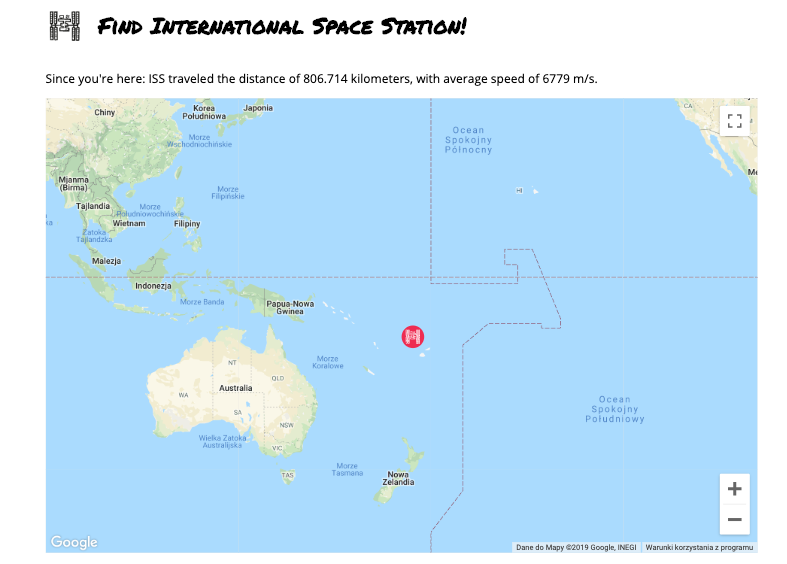 Find International Space Station!
Since you're here: ISS traveled the distance of 806.714 kilometers, with average speed of 6779 m/s.
Chiny
Korea
Południowa
Japonia
CA
Morze
Wschodniochińskie
Ocean
Spokojny
Północny
Mjanma
(Birma)
Tajlandia
Morze
Południowochińskie
Wietnam
Morze
Filipińskie
Filipiny
HI
Zatoka
Tajlandzka
Malezja
Indonezja
Morze Banda
Papua-Nowa
Gwinea
Morze
Koralowe
NT
QLD
Australia
WA
SA
NSW
VIC
Wielka Zatoka
Australijska
TAS
Morze
Tasmana
Nowa
Zelandia
Ocean
Spokojny
Południowy
+
−
Google
Dane do Mapy ©2019 Google, INEGI
Warunki korzystania z programu